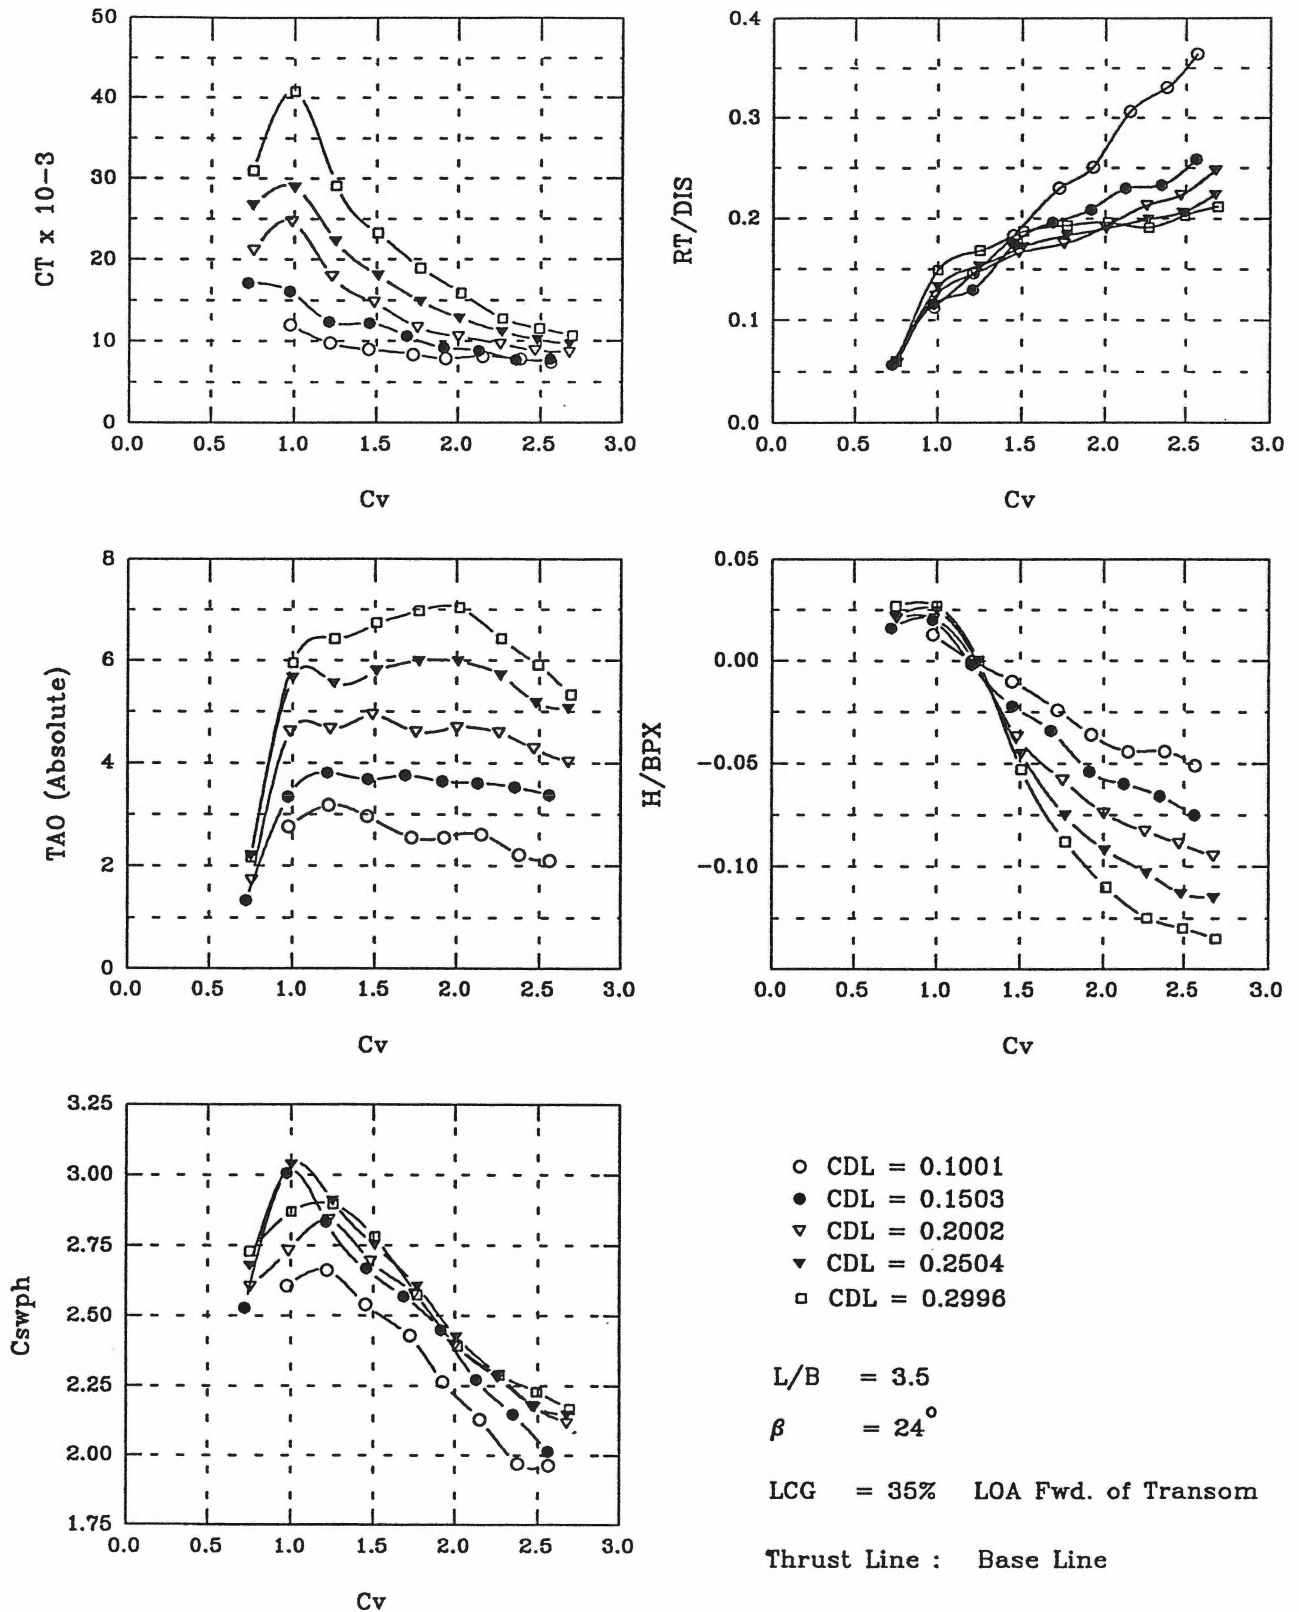 50
40
30
20
10
0
CT x 10-3
0.0 0.5 1.0 1.5 2.0 2.5 3.0
Cv
0.4
0.3
0.2
0.1
0.0
RT/DIS
0.0 0.5 1.0 1.5 2.0 2.5 3.0
Cv
8
6
4
2
0
TAO (Absolute)
0.0 0.5 1.0 1.5 2.0 2.5 3.0
Cv
0.05
0.00
-0.05
-0.10
H/BPX
0.0 0.5 1.0 1.5 2.0 2.5 3.0
Cv
3.25
3.00
2.75
2.50
2.25
2.00
1.75
Cswph
0.0 0.5 1.0 1.5 2.0 2.5 3.0
Cv
CDL = 0.1001
CDL = 0.1503
CDL = 0.2002
CDL = 0.2504
CDL = 0.2996
L/B = 3.5
β = 24°
LCG = 35% LOA Fwd. of Transom
Thrust Line : Base Line